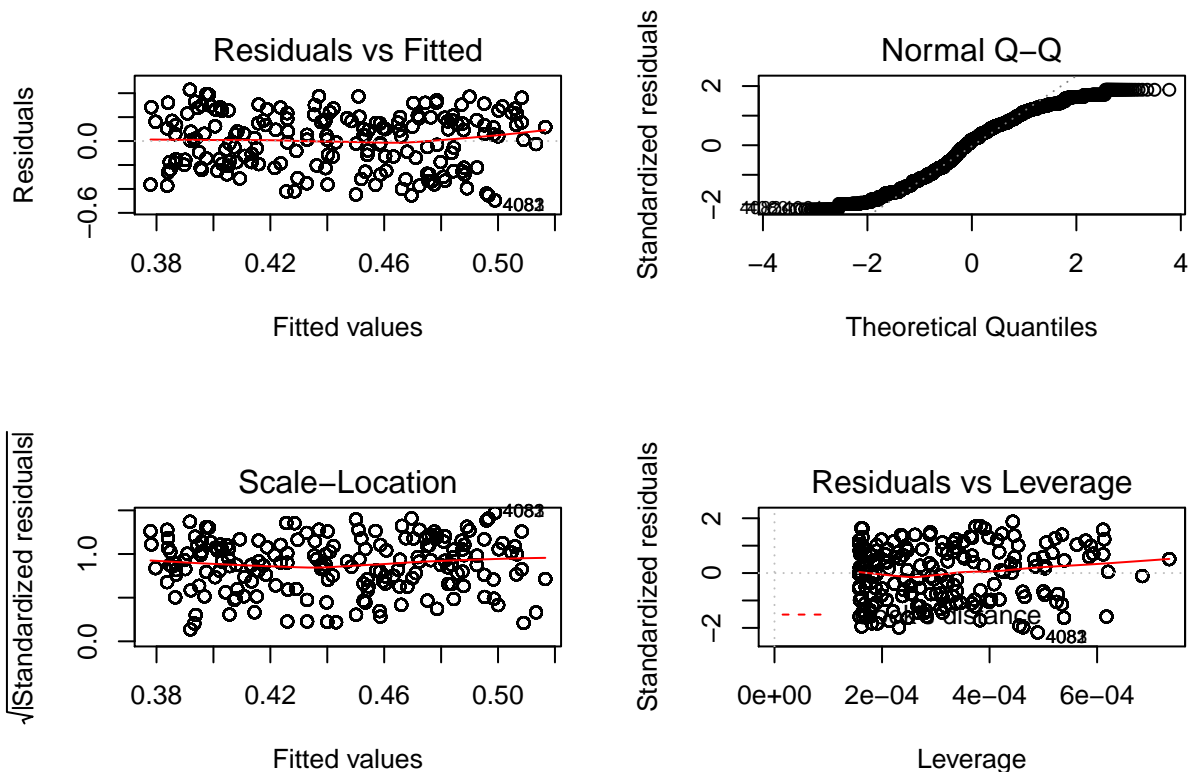 Residuals vs Fitted
Residuals
0.0
−0.6
4081
0.38 0.42 0.46 0.50
Fitted values
Normal Q−Q
Standardized residuals
2
0
−2
−4 −2 0 2 4
Theoretical Quantiles
Scale−Location
√|Standardized residuals|
1.0
0.0
0.38 0.42 0.46 0.50
Fitted values
Residuals vs Leverage
Standardized residuals
2
0
−2
distance
0e+00 2e−04 4e−04 6e−04
Leverage